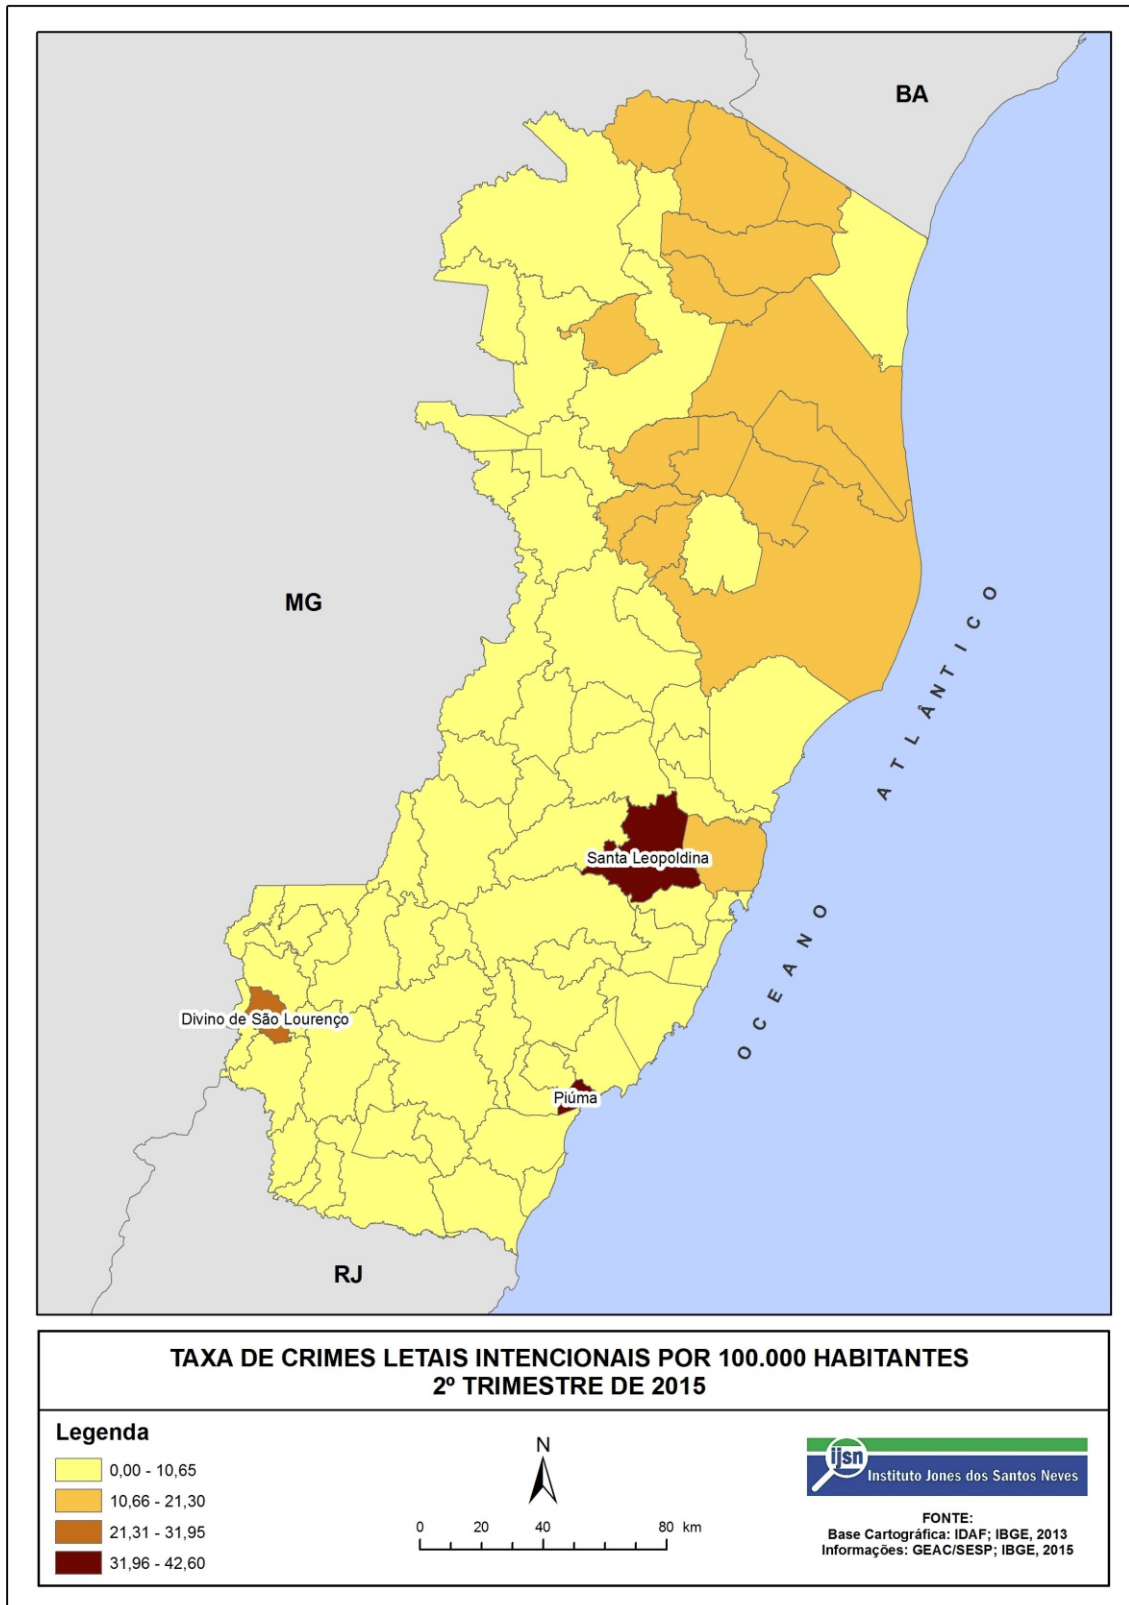 BA
MG
OCEANO ATLÂNTICO
Santa Leopoldina
Divino de São Lourenço
Piúma
RJ
TAXA DE CRIMES LETAIS INTENCIONAIS POR 100.000 HABITANTES
2º TRIMESTRE DE 2015
Legenda
0,00 - 10,65
10,66 - 21,30
21,31 - 31,95
31,96 - 42,60
N
0 20 40 80 km
ijsn
Instituto Jones dos Santos Neves
FONTE:
Base Cartográfica: IDAF; IBGE, 2013
Informações: GEAC/SESP; IBGE, 2015